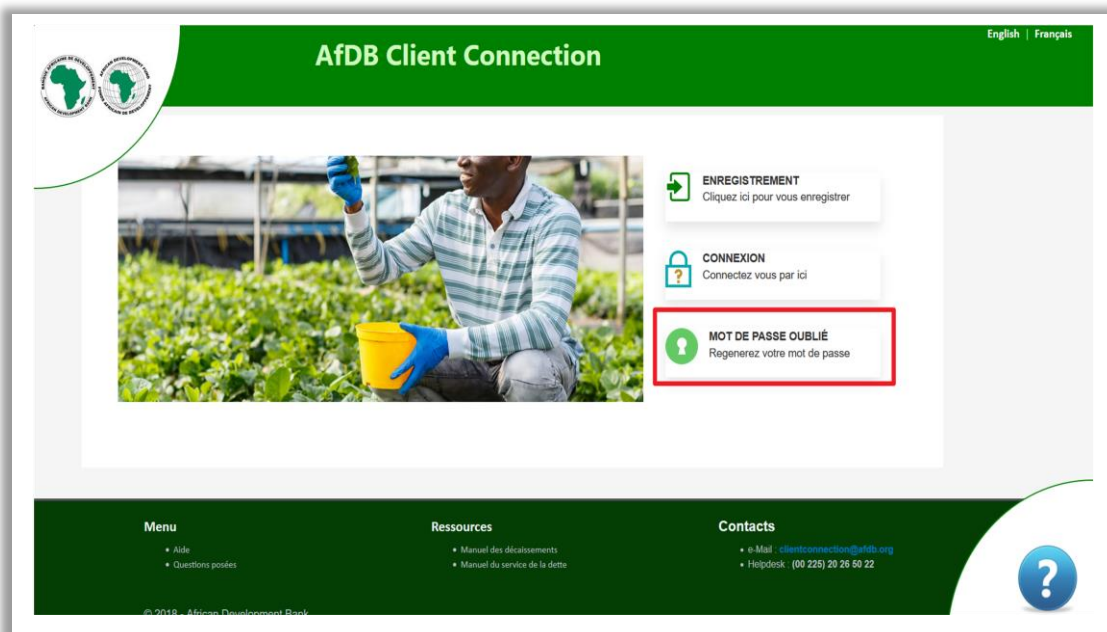 AfDB Client Connection
English | Français
ENREGISTREMENT
Cliquez ici pour vous enregistrer
CONNEXION
Connectez vous par ici
MOT DE PASSE OUBLIÉ
Regenerez votre mot de passe
Menu
• Aide
• Questions posées
Ressources
• Manuel des décaissements
• Manuel du service de la dette
Contacts
• e-Mail : clientconnection@afdb.org
• Helpdesk : (00 225) 20 26 50 22
© 2018 - African Development Bank